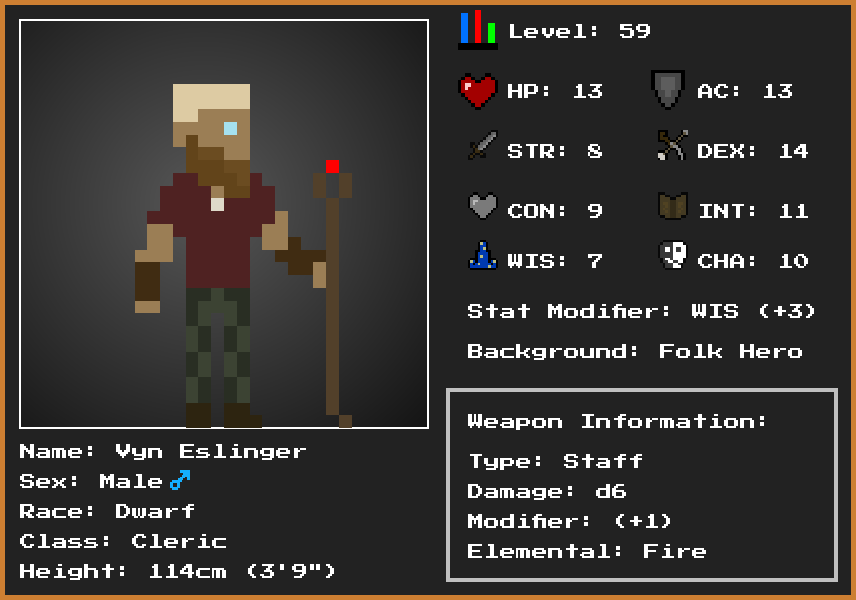 Level: 59
HP: 13
AC: 13
STR: 8
DEX: 14
CON: 9
INT: 11
WIS: 7
CHA: 10
Stat Modifier: WIS (+3)
Background: Folk Hero
Weapon Information:
Type: Staff
Damage: d6
Modifier: (+1)
Elemental: Fire
Name: Vyn Eslinger
Sex: Male ♂
Race: Dwarf
Class: Cleric
Height: 114cm (3'9")